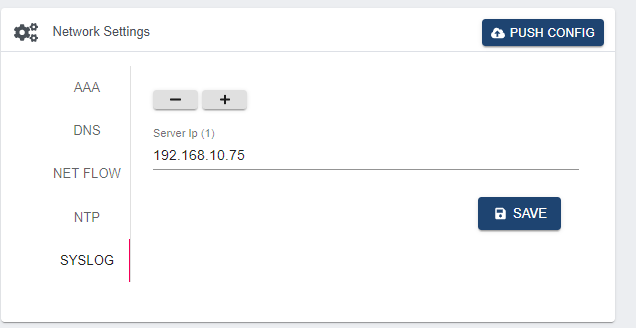 Network Settings
PUSH CONFIG
AAA
DNS
NET FLOW
NTP
SYSLOG
− +
Server Ip (1)
192.168.10.75
SAVE